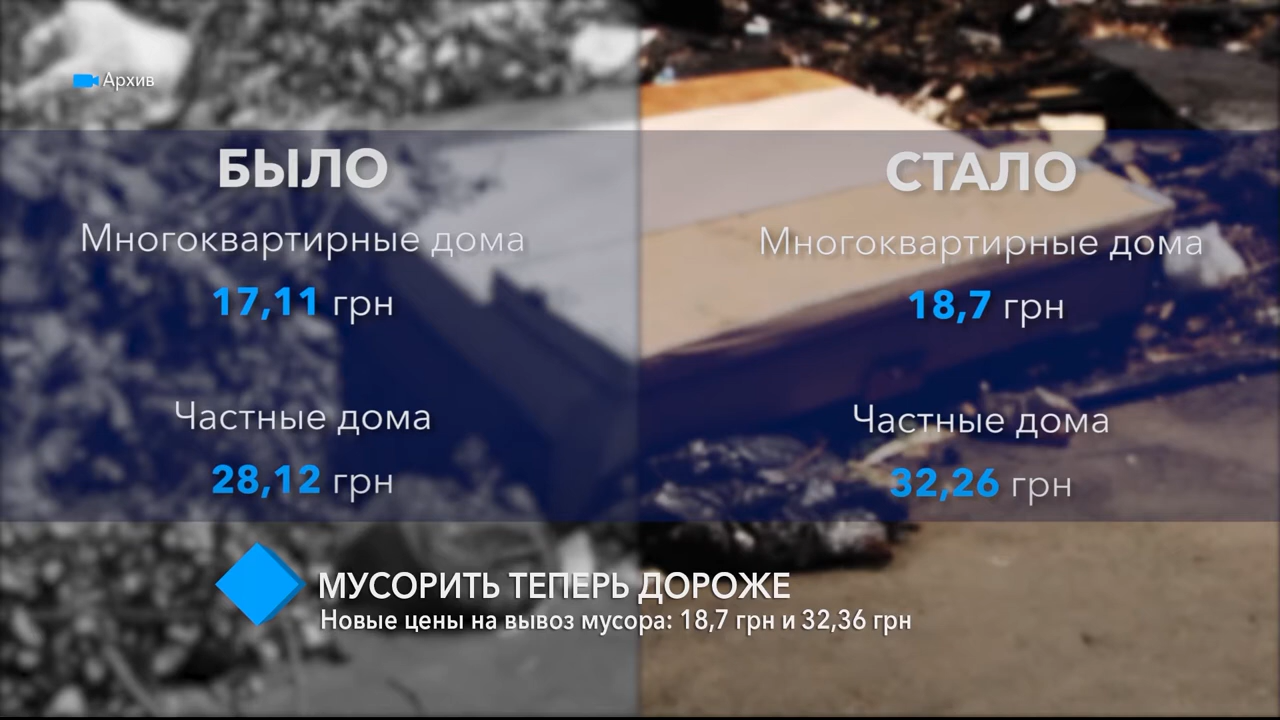 Архив
БЫЛО
Многоквартирные дома
17,11 грн
Частные дома
28,12 грн
СТАЛО
Многоквартирные дома
18,7 грн
Частные дома
32,26 грн
МУСОРИТЬ ТЕПЕРЬ ДОРОЖЕ
Новые цены на вывоз мусора: 18,7 грн и 32,36 грн